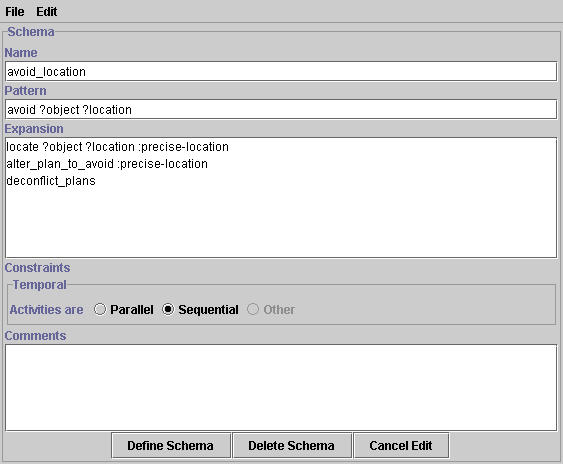 File Edit
Schema
Name
avoid_location
Pattern
avoid ?object ?location
Expansion
locate ?object ?location :precise-location
alter_plan_to_avoid :precise-location
deconflict_plans
Constraints
Temporal
Activities are Parallel Sequential Other
Comments
Define Schema Delete Schema Cancel Edit